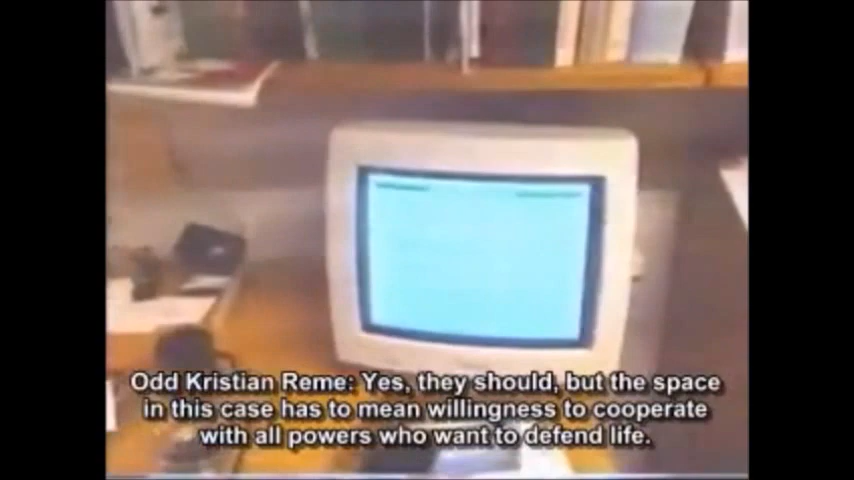 Odd Kristian Reme: Yes, they should, but the space
in this case has to mean willingness to cooperate
with all powers who want to defend life.